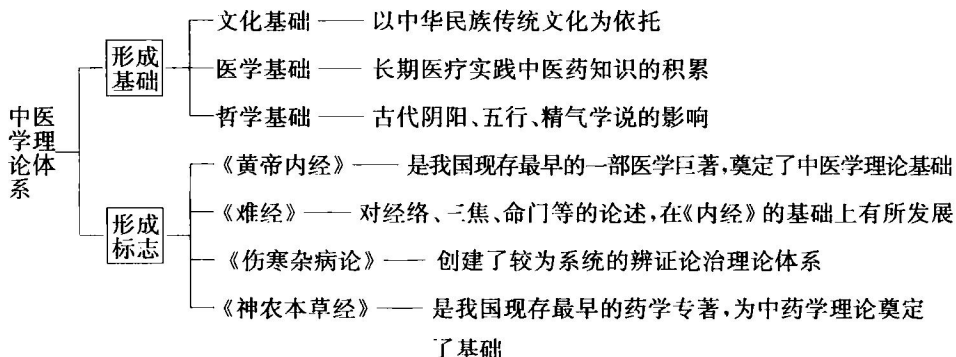 中医学理论体系
形成基础
文化基础——以中华民族传统文化为依托
医学基础——长期医疗实践中医药知识的积累
哲学基础——古代阴阳、五行、精气学说的影响
形成标志
《黄帝内经》——是我国现存最早的一部医学巨著,奠定了中医学理论基础
《难经》——对经络、三焦、命门等的论述,在《内经》的基础上有所发展
《伤寒杂病论》——创建了较为系统的辨证论治理论体系
《神农本草经》——是我国现存最早的药学专著,为中药学理论奠定
了基础